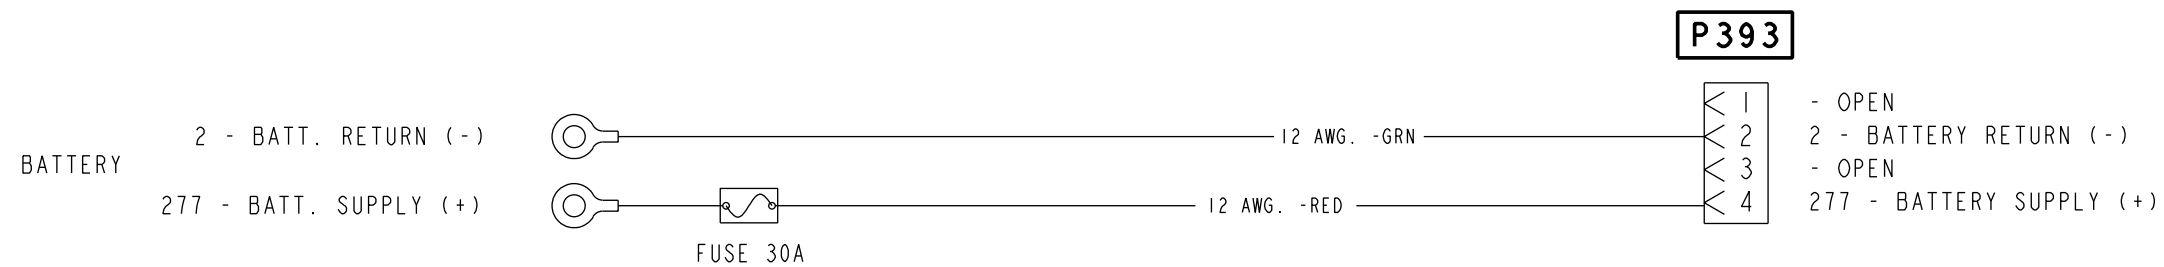 P393
1 - OPEN
2 - BATT. RETURN (-) 12 AWG. -GRN 2 2 - BATTERY RETURN (-)
BATTERY
3 - OPEN
277 - BATT. SUPPLY (+) 12 AWG. -RED 4 277 - BATTERY SUPPLY (+)
FUSE 30A